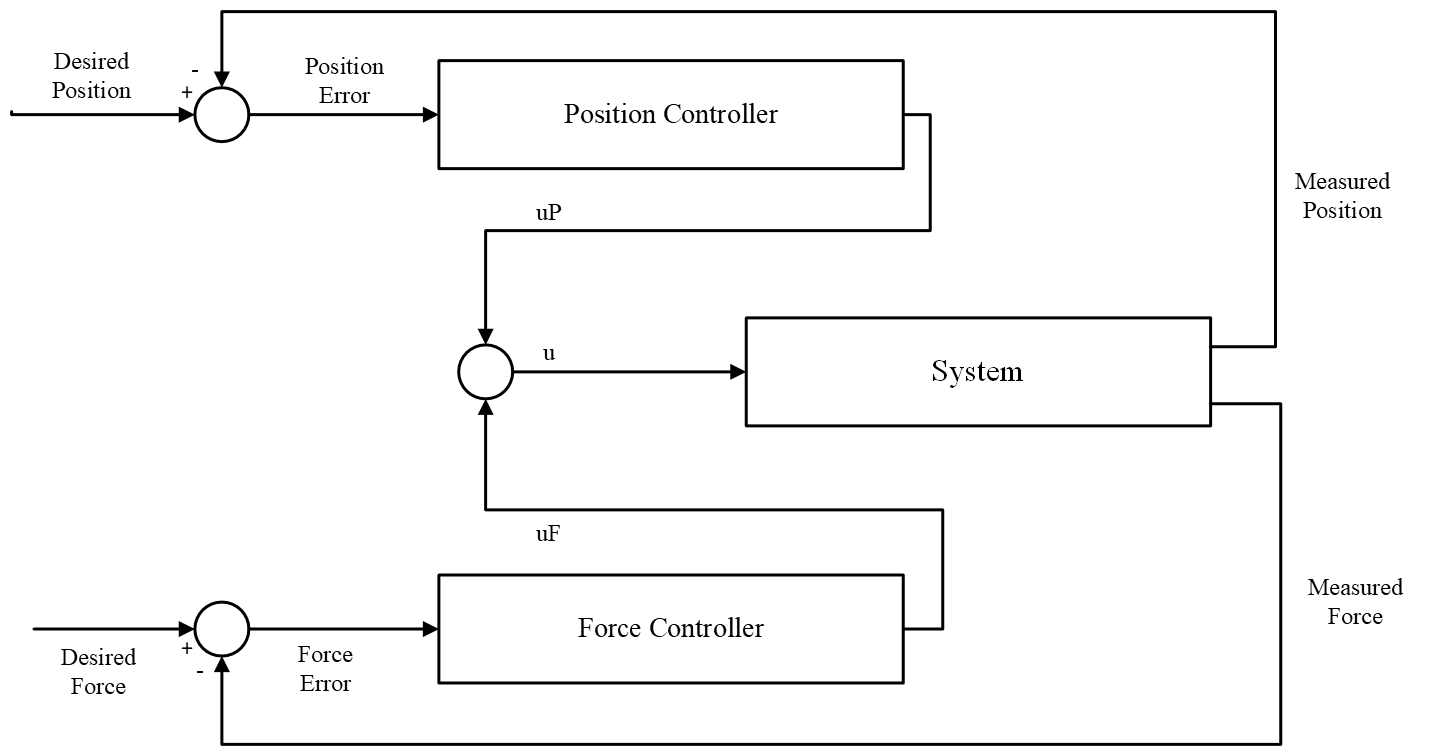 Desired
Position
-
+
Position
Error
Position Controller
Measured
Position
uP
u
System
uF
Desired
Force
+
-
Force
Error
Force Controller
Measured
Force